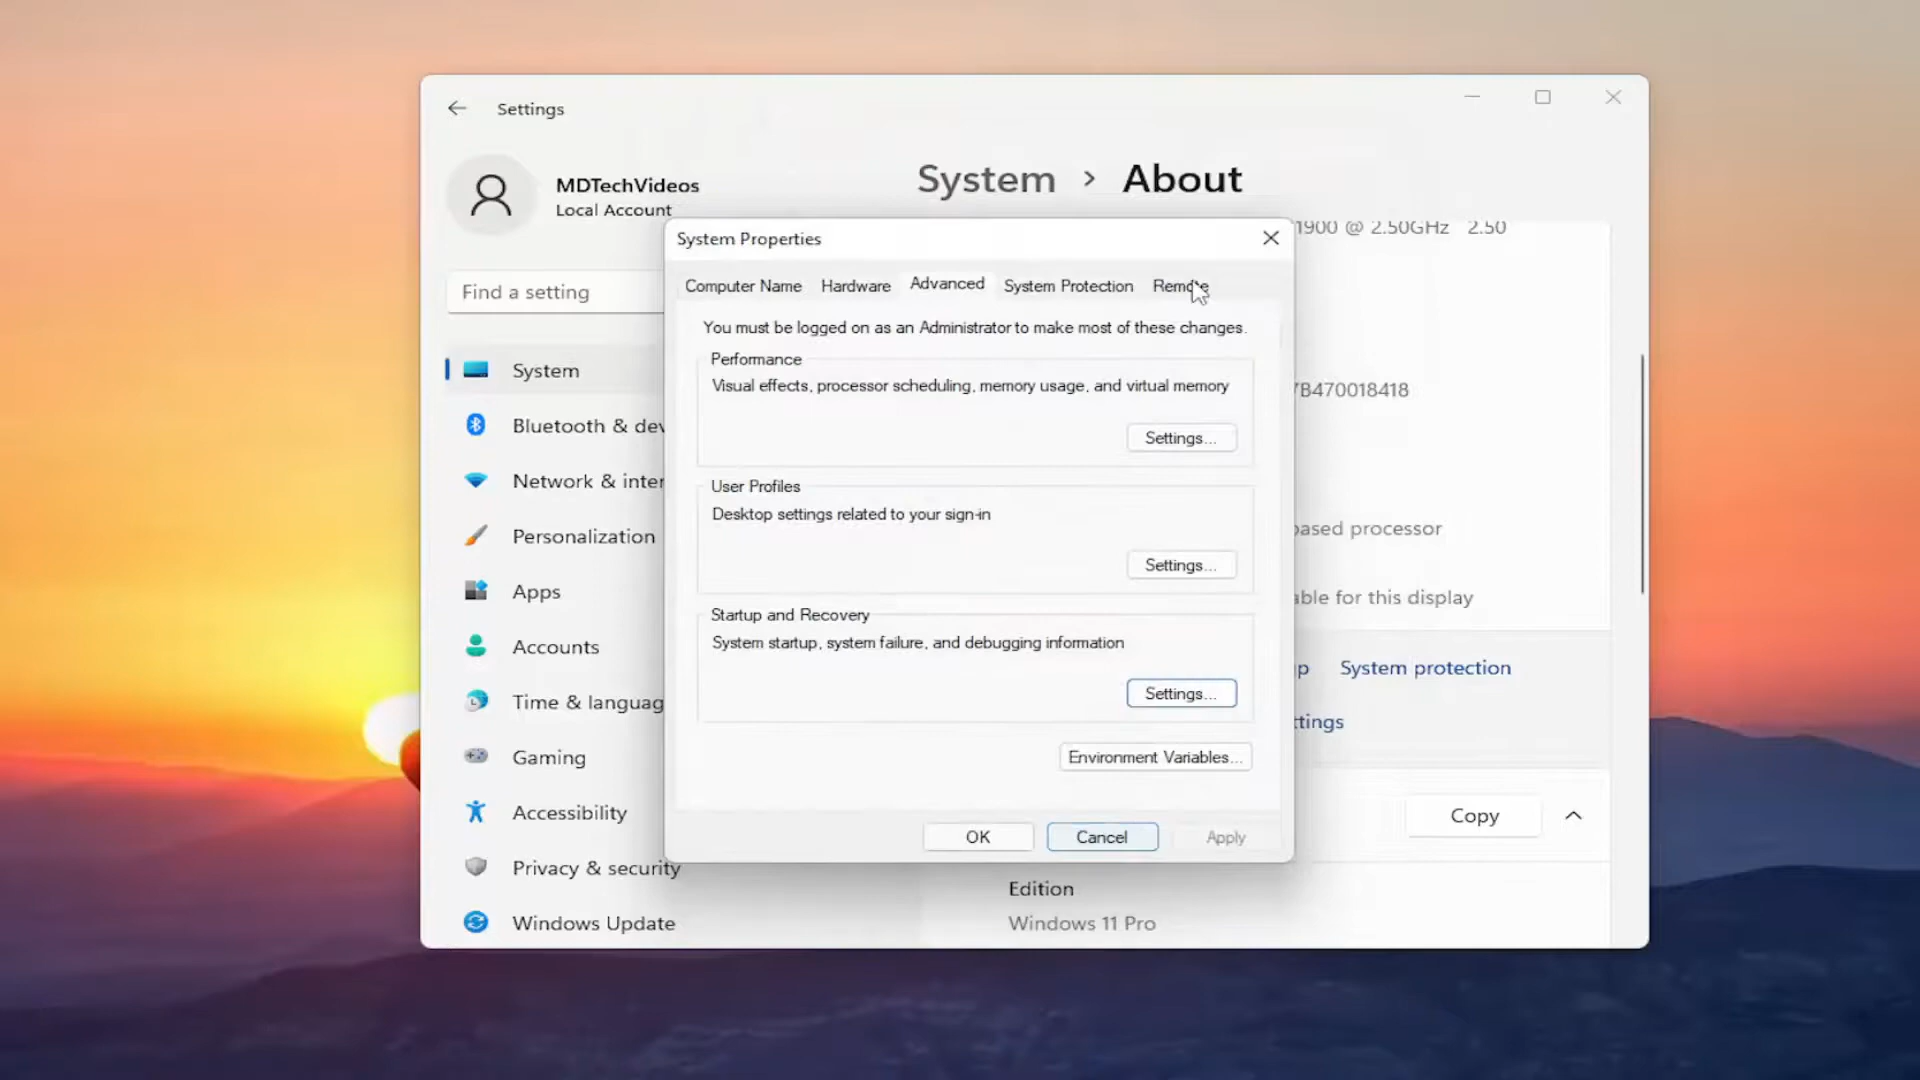 Settings
MDTechVideos
Local Account
Find a setting
System
Bluetooth & dev
Network & inter
Personalization
Apps
Accounts
Time & languag
Gaming
Accessibility
Privacy & security
Windows Update
System > About
1900 @ 2.50GHz 2.50
7B470018418
based processor
able for this display
p System protection
ttings
Copy
Edition
Windows 11 Pro
System Properties
Computer Name Hardware Advanced System Protection Remote
You must be logged on as an Administrator to make most of these changes.
Performance
Visual effects, processor scheduling, memory usage, and virtual memory
Settings...
User Profiles
Desktop settings related to your sign-in
Settings...
Startup and Recovery
System startup, system failure, and debugging information
Settings...
Environment Variables...
OK Cancel Apply